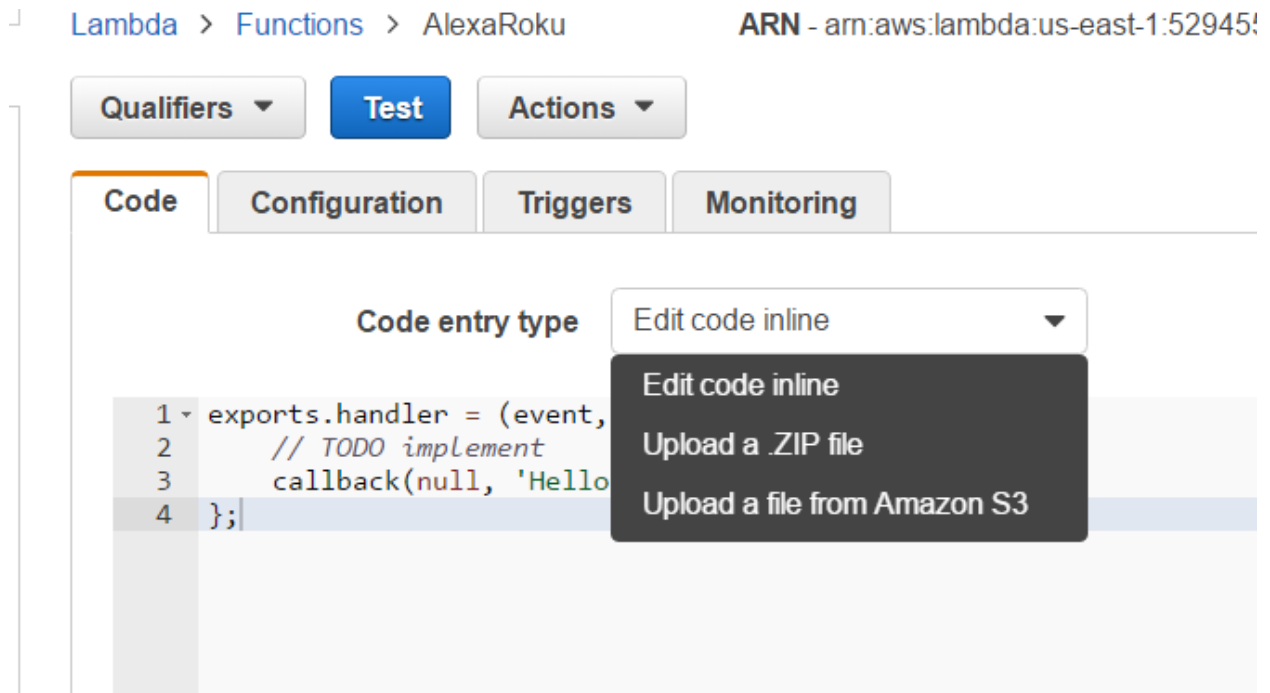 Lambda > Functions > AlexaRoku ARN - arn:aws:lambda:us-east-1:529455
Qualifiers Test Actions
Code Configuration Triggers Monitoring
Code entry type Edit code inline
Edit code inline
Upload a .ZIP file
Upload a file from Amazon S3
1 exports.handler = (event,
2 // TODO implement
3 callback(null, 'Hello
4 };